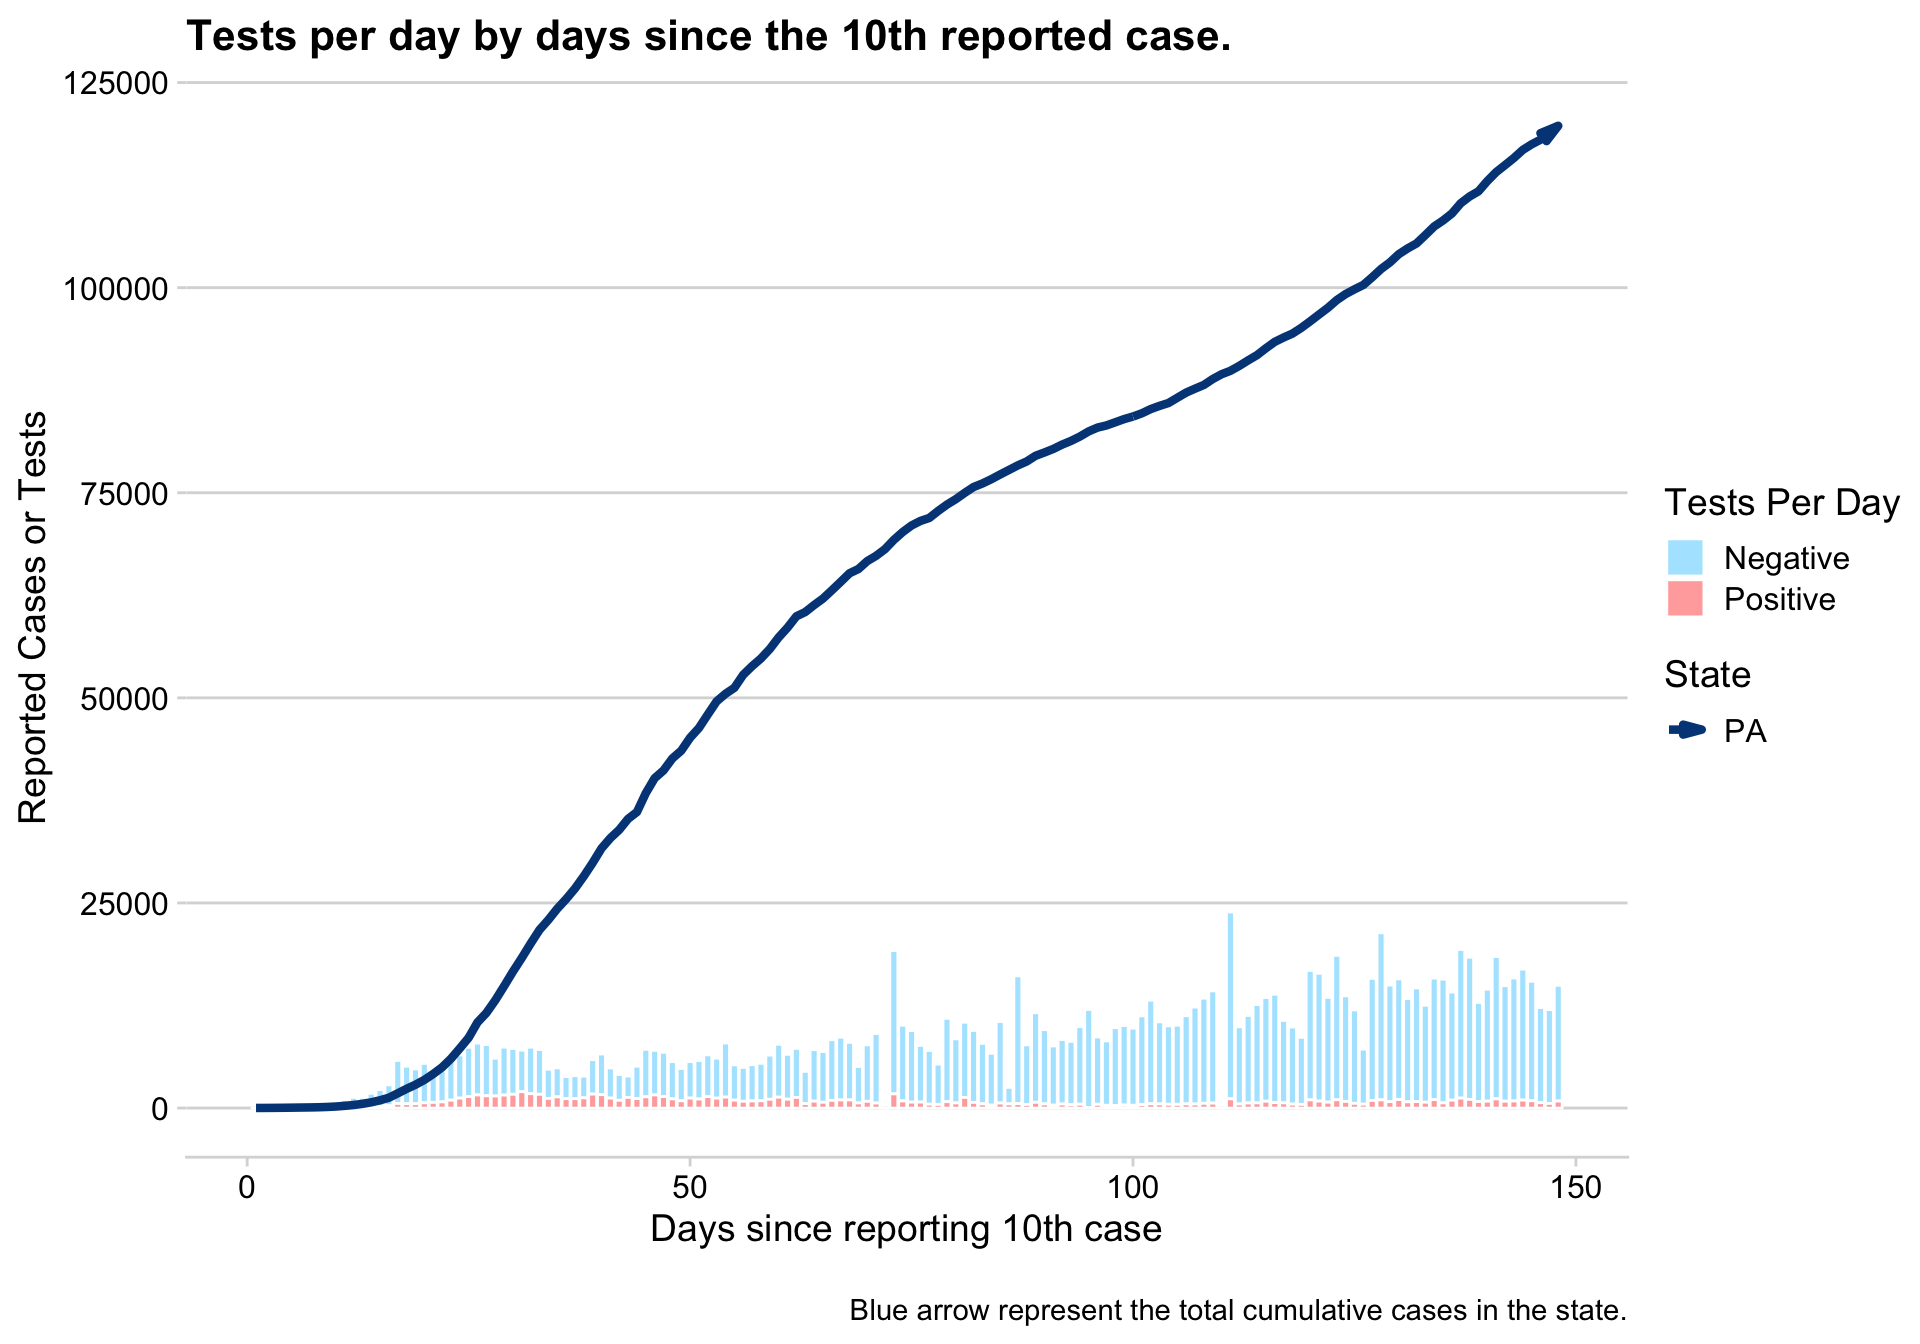 Tests per day by days since the 10th reported case.
125000
100000
75000
50000
25000
0
Reported Cases or Tests
0 50 100 150
Days since reporting 10th case
Tests Per Day
Negative
Positive
State
PA
Blue arrow represent the total cumulative cases in the state.